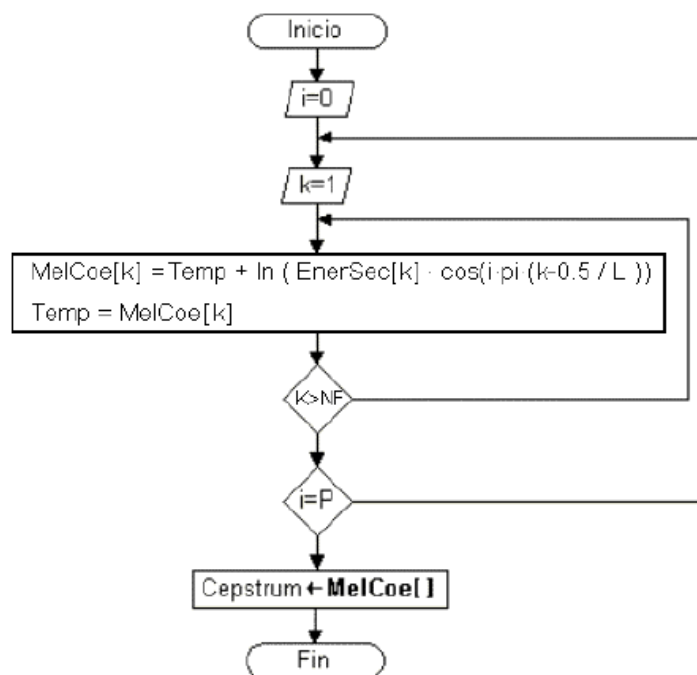 Inicio
i=0
k=1
MelCoe[k] = Temp + ln ( EnerSec[k] · cos(i·pi·(k-0.5 / L ))
Temp = MelCoe[k]
K>NF
i=P
Cepstrum ← MelCoe[ ]
Fin